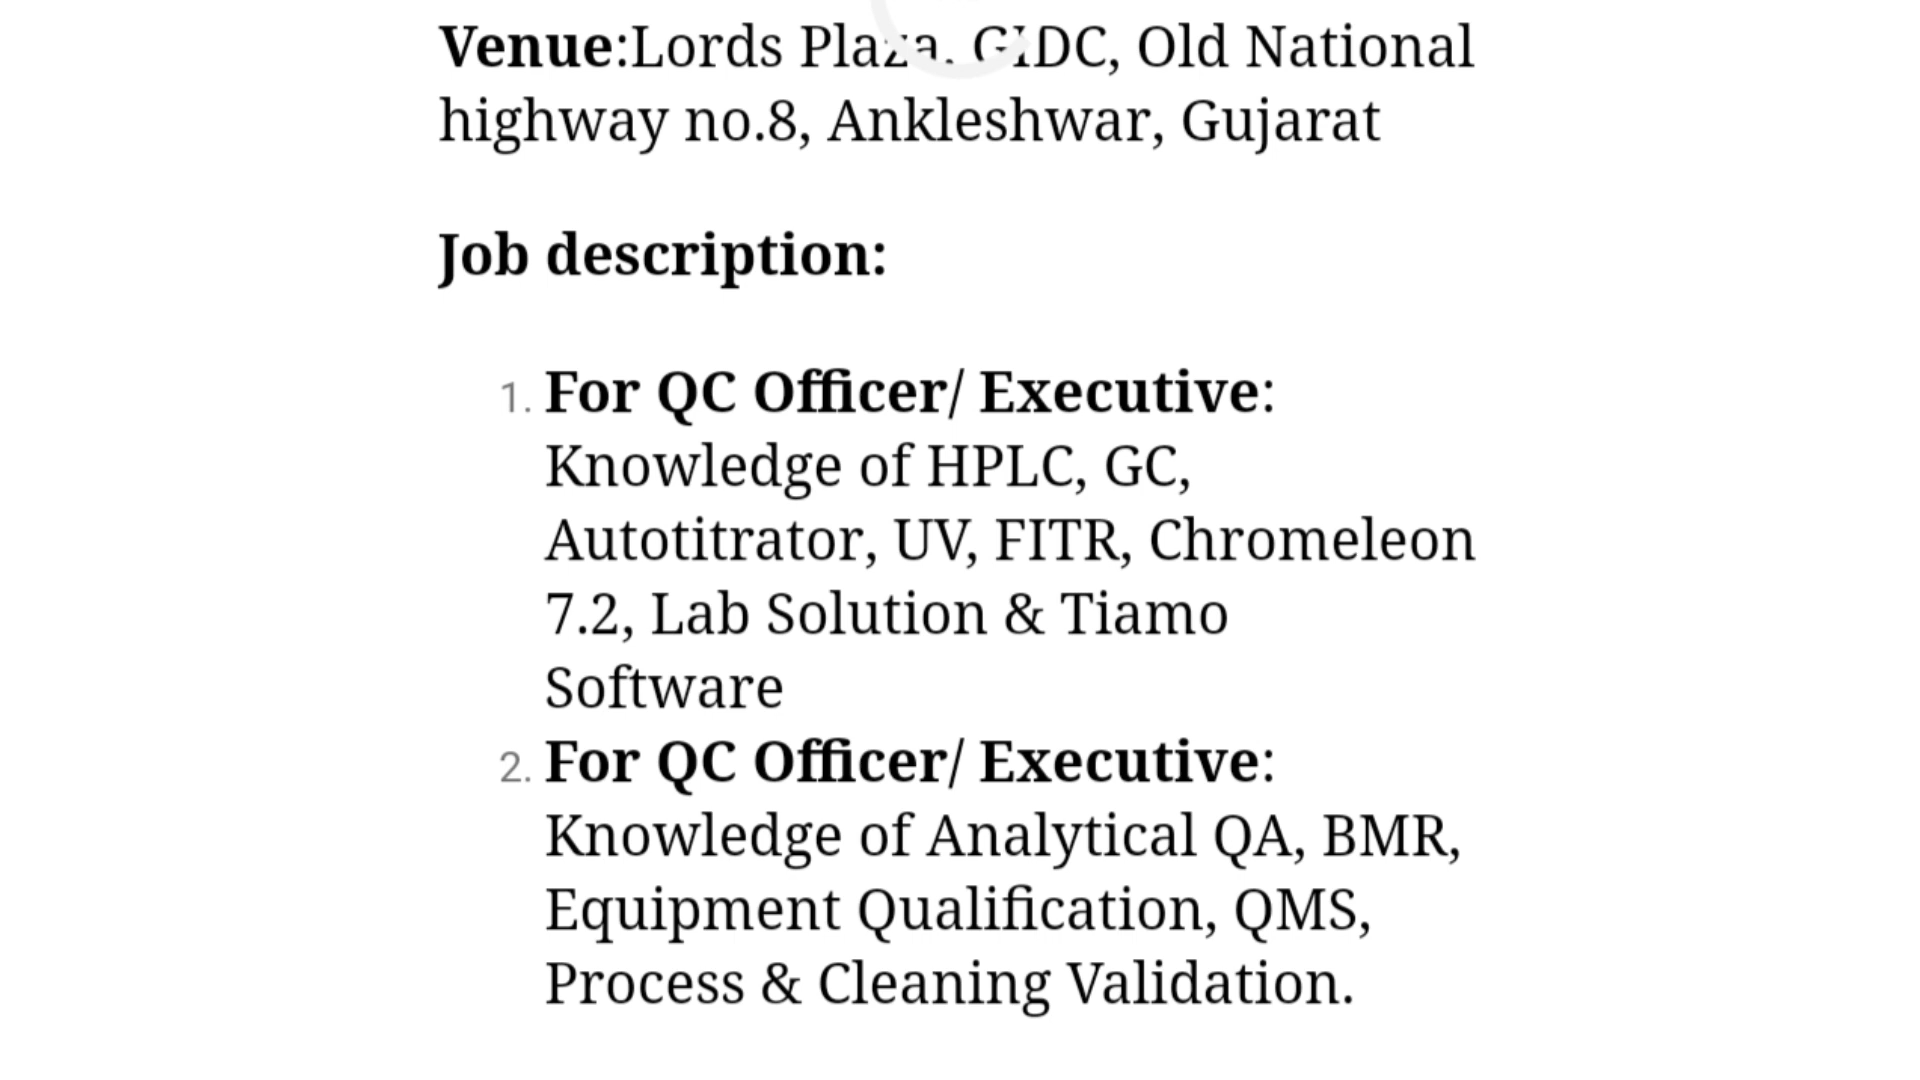 Venue:Lords Plaza, GIDC, Old National
highway no.8, Ankleshwar, Gujarat
Job description:
1. For QC Officer/ Executive:
Knowledge of HPLC, GC,
Autotitrator, UV, FITR, Chromeleon
7.2, Lab Solution & Tiamo
Software
2. For QC Officer/ Executive:
Knowledge of Analytical QA, BMR,
Equipment Qualification, QMS,
Process & Cleaning Validation.